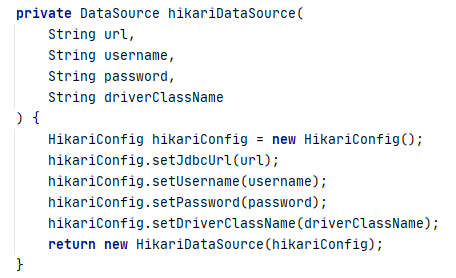 private DataSource hikariDataSource(
    String url,
    String username,
    String password,
    String driverClassName
) {
    HikariConfig hikariConfig = new HikariConfig();
    hikariConfig.setJdbcUrl(url);
    hikariConfig.setUsername(username);
    hikariConfig.setPassword(password);
    hikariConfig.setDriverClassName(driverClassName);
    return new HikariDataSource(hikariConfig);
}